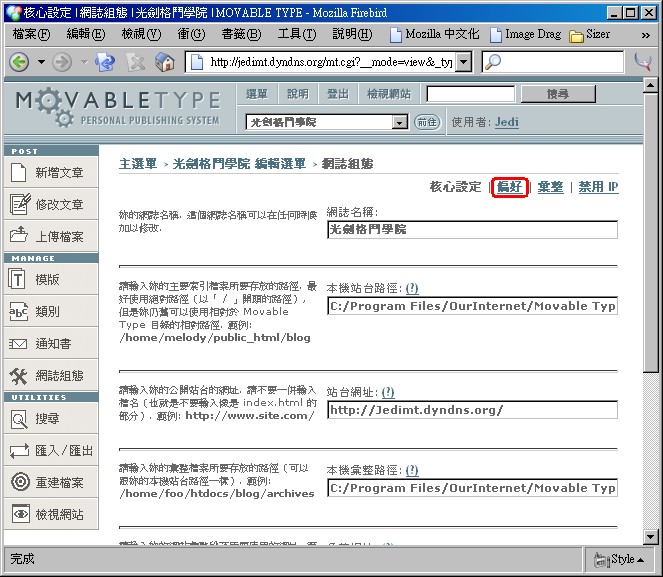 核心設定 | 網誌組態 | 光劍格鬥學院 | MOVABLE TYPE - Mozilla Firebird
檔案(F) 編輯(E) 檢視(V) 衝(G) 書籤(B) 工具(T) 說明(H) Mozilla 中文化 Image Drag Sizer »
http://jedimt.dyndns.org/mt.cgi?__mode=view&_typ
MOVABLETYPE
PERSONAL PUBLISHING SYSTEM
選單 說明 登出 檢視網站 搜尋
光劍格鬥學院 前往 使用者: Jedi
POST
新增文章
修改文章
上傳檔案
MANAGE
模版
類別
通知書
網誌組態
UTILITIES
搜尋
匯入/匯出
重建檔案
檢視網站
主選單 > 光劍格鬥學院 編輯選單 > 網誌組態
核心設定 | 偏好 | 彙整 | 禁用 IP
妳的網誌名稱. 這個網誌名稱可以在任何時候
加以修改.
網誌名稱:
光劍格鬥學院
請輸入妳的主要索引檔案所要存放的路徑. 最
好使用絕對路徑（以「 / 」開頭的路徑）,
但是妳仍舊可以使用相對於 Movable
Type 目錄的相對路徑. 範例:
/home/melody/public_html/blog
本機站台路徑: (?)
C:/Program Files/OurInternet/Movable Typ
請輸入妳的公開站台的網址. 請不要一併輸入
檔名（也就是不要輸入像是 index.html 的
部分）. 範例: http://www.site.com/
站台網址: (?)
http://Jedimt.dyndns.org/
請輸入妳的彙整檔案所要存放的路徑（可以
跟妳的本機站台路徑一樣）. 範例:
/home/foo/htdocs/blog/archives
本機彙整路徑: (?)
C:/Program Files/OurInternet/Movable Typ
完成
Style